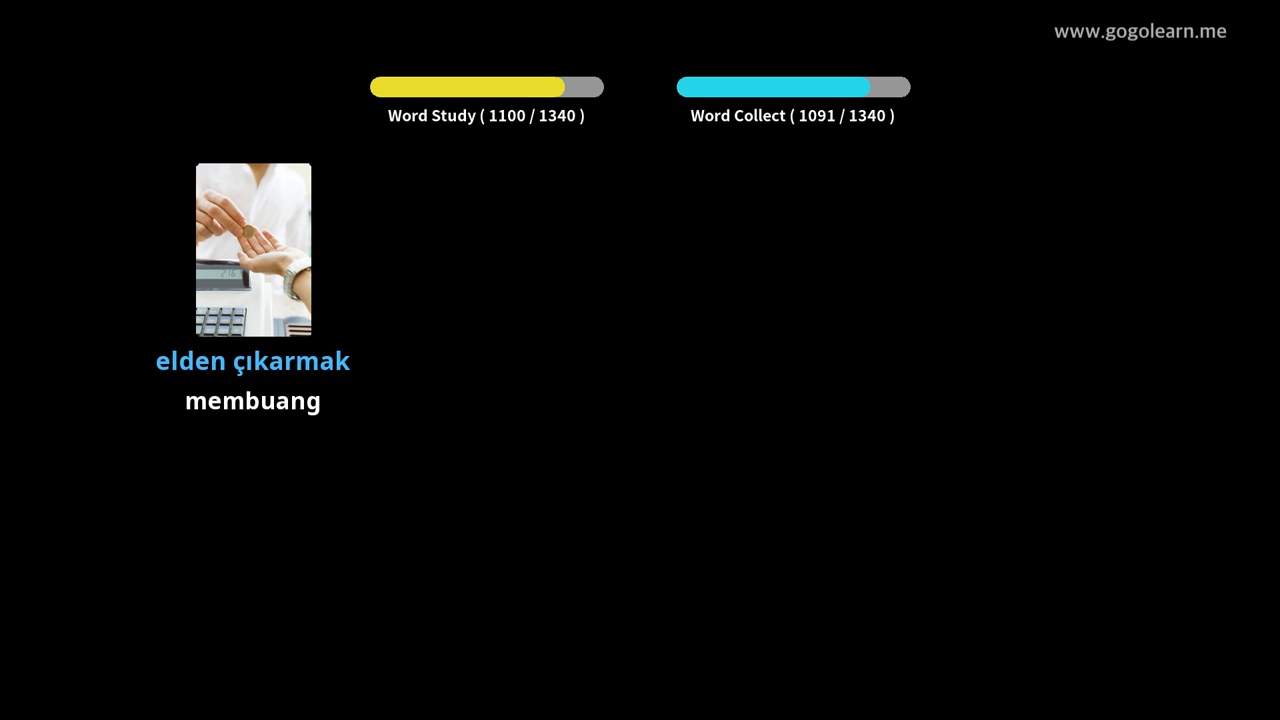 www.gogolearn.me
Word Study ( 1100 / 1340 )
Word Collect ( 1091 / 1340 )
elden çıkarmak
membuang